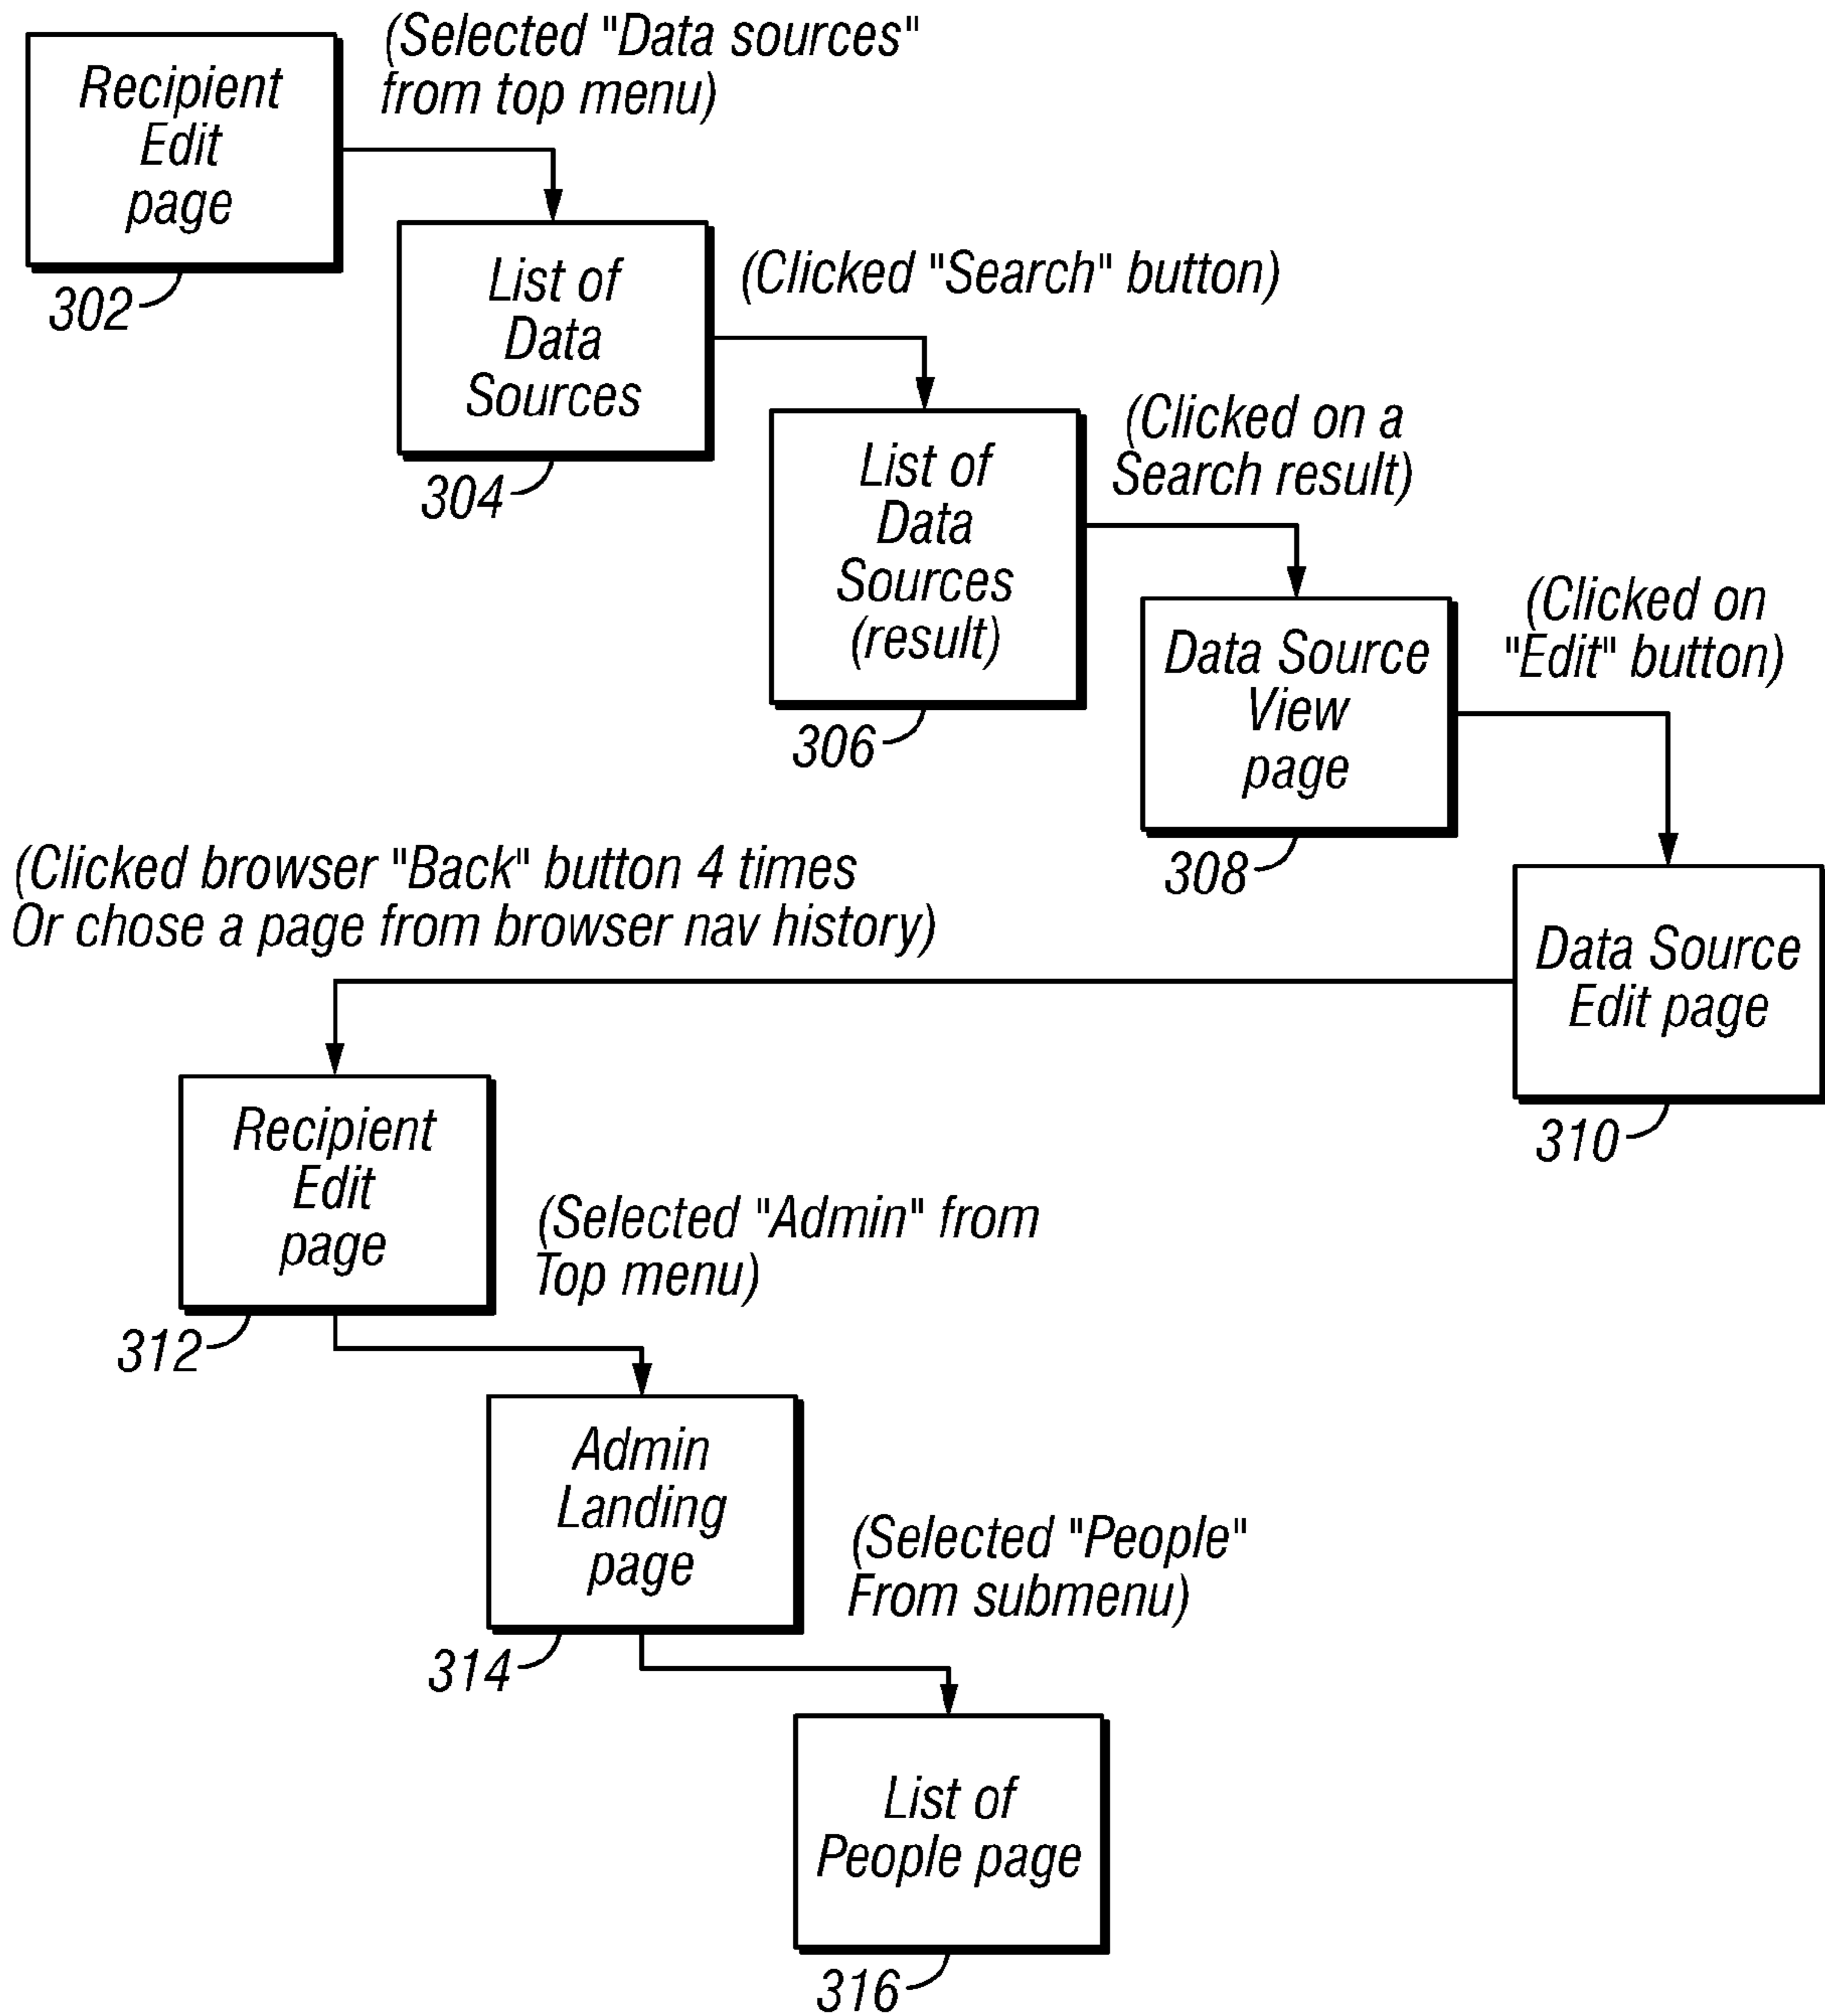 Recipient
Edit
page
302
(Selected "Data sources"
from top menu)
List of
Data
Sources
304
(Clicked "Search" button)
List of
Data
Sources
(result)
306
(Clicked on a
Search result)
Data Source
View
page
308
(Clicked on
"Edit" button)
Data Source
Edit page
310
(Clicked browser "Back" button 4 times
Or chose a page from browser nav history)
Recipient
Edit
page
312
(Selected "Admin" from
Top menu)
Admin
Landing
page
314
(Selected "People"
From submenu)
List of
People page
316